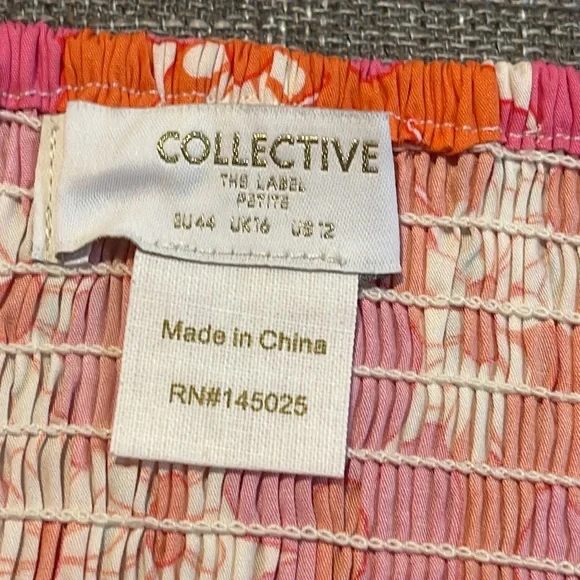 COLLECTIVE
THE LABEL
PETITE
EU44 UK16 US12
Made in China
RN#145025